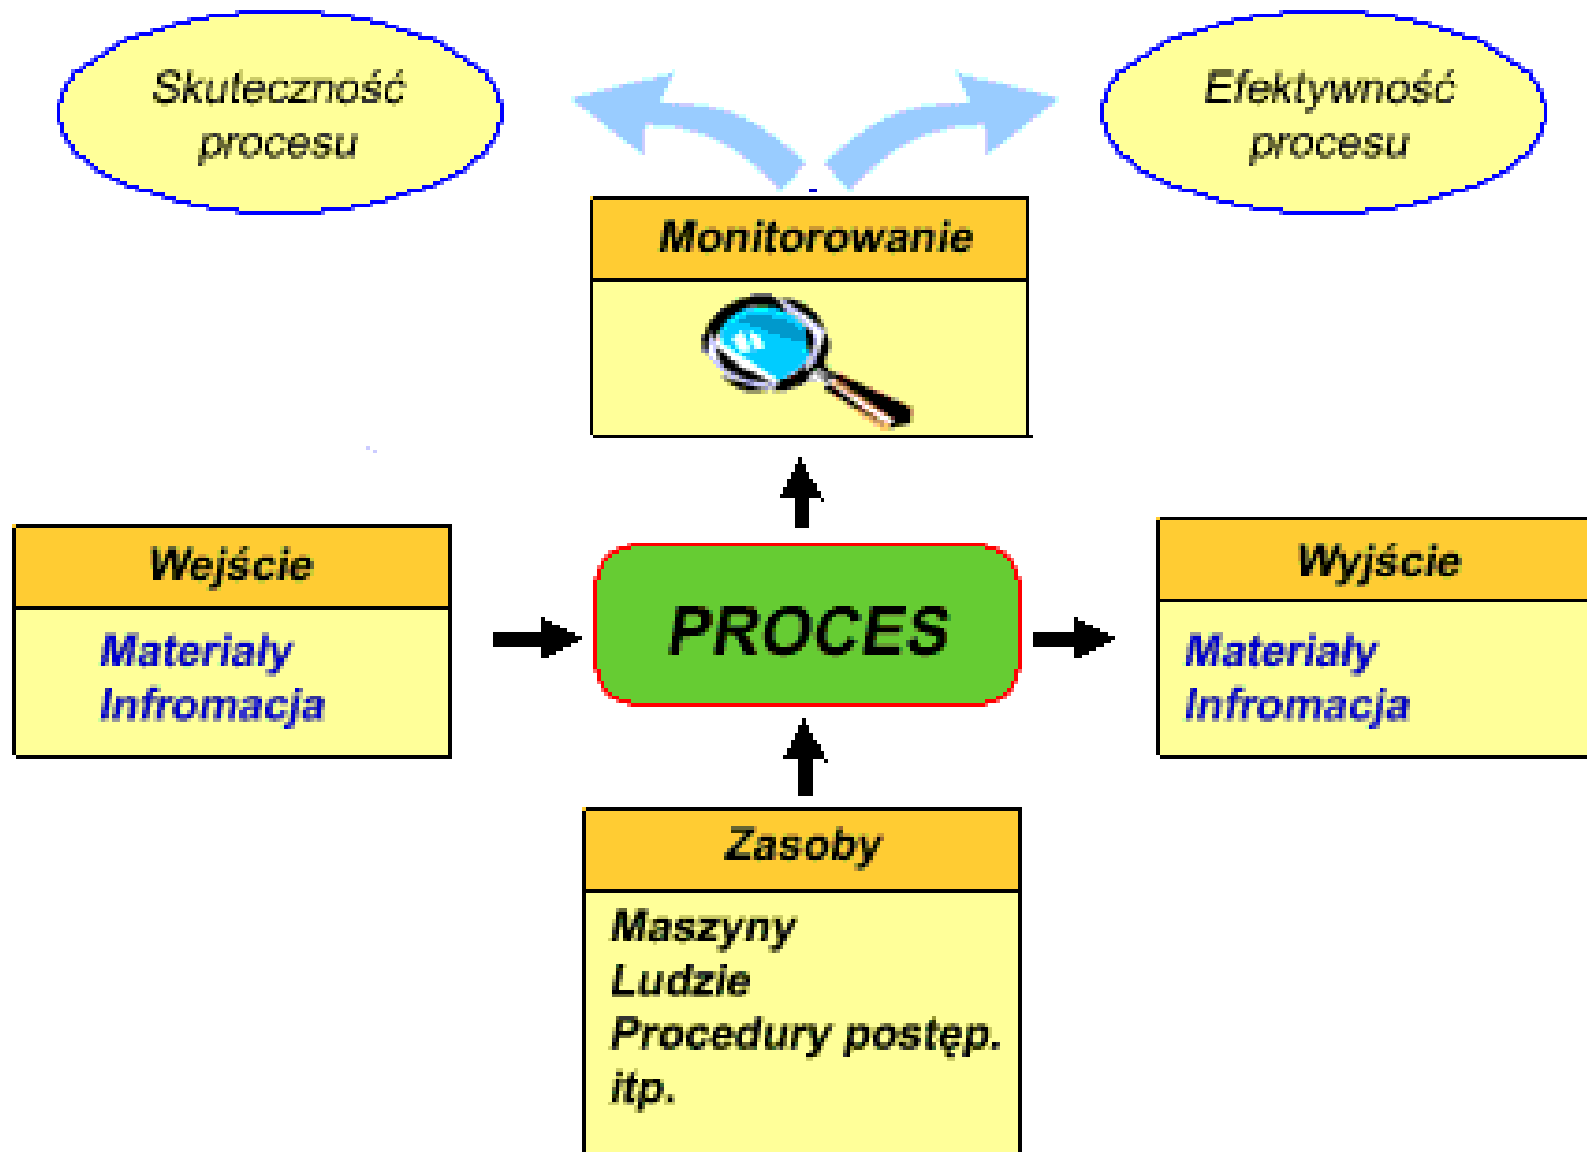 Skuteczność
procesu
Efektywność
procesu
Monitorowanie
Wejście
Materiały
Infromacja
PROCES
Wyjście
Materiały
Infromacja
Zasoby
Maszyny
Ludzie
Procedury postęp.
itp.